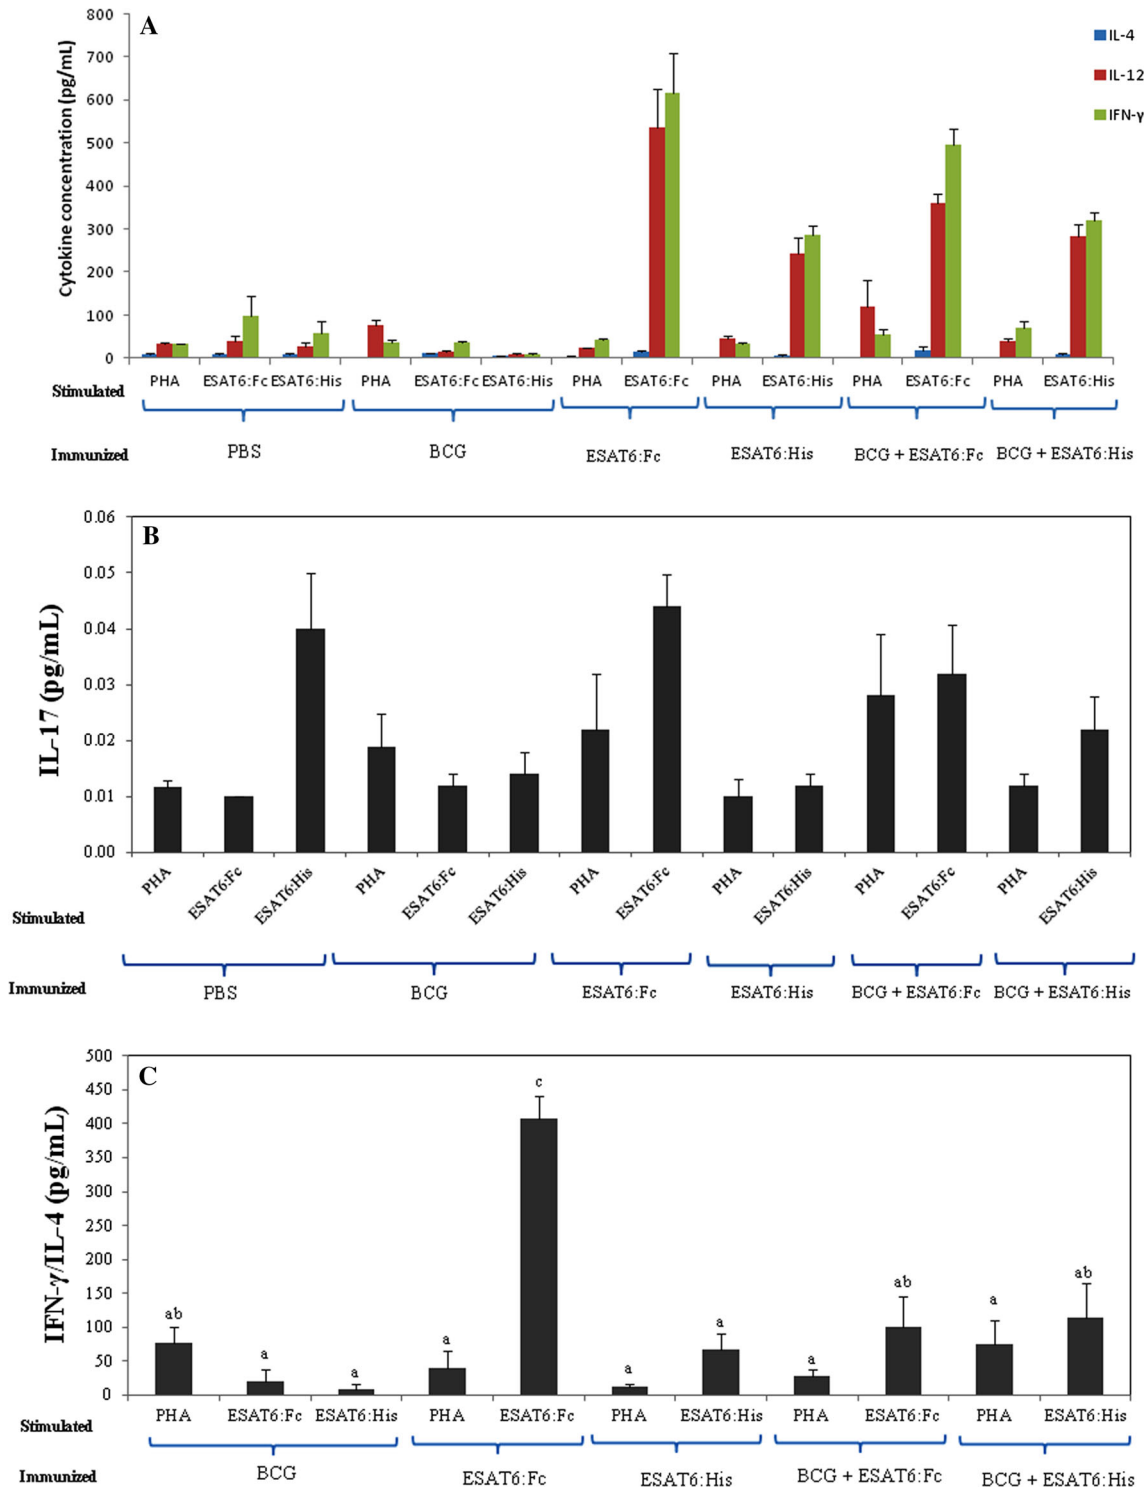 A
800
700
600
500
400
300
200
100
0
Cytokine concentration (pg/mL)
IL-4
IL-12
IFN-γ
Stimulated PHA ESAT6:Fc ESAT6:His PHA ESAT6:Fc ESAT6:His PHA ESAT6:Fc PHA ESAT6:His PHA ESAT6:Fc PHA ESAT6:His
Immunized PBS BCG ESAT6:Fc ESAT6:His BCG + ESAT6:Fc BCG + ESAT6:His
B
0.06
0.05
0.04
0.03
0.02
0.01
0.00
IL-17 (pg/mL)
PHA ESAT6:Fc ESAT6:His PHA ESAT6:Fc ESAT6:His PHA ESAT6:Fc PHA ESAT6:His PHA ESAT6:Fc PHA ESAT6:His
Stimulated
Immunized PBS BCG ESAT6:Fc ESAT6:His BCG + ESAT6:Fc BCG + ESAT6:His
C
500
450
400
350
300
250
200
150
100
50
0
IFN-γ/IL-4 (pg/mL)
ab a a a c a a a ab a ab
Stimulated PHA ESAT6:Fc ESAT6:His PHA ESAT6:Fc PHA ESAT6:His PHA ESAT6:Fc PHA ESAT6:His
Immunized BCG ESAT6:Fc ESAT6:His BCG + ESAT6:Fc BCG + ESAT6:His